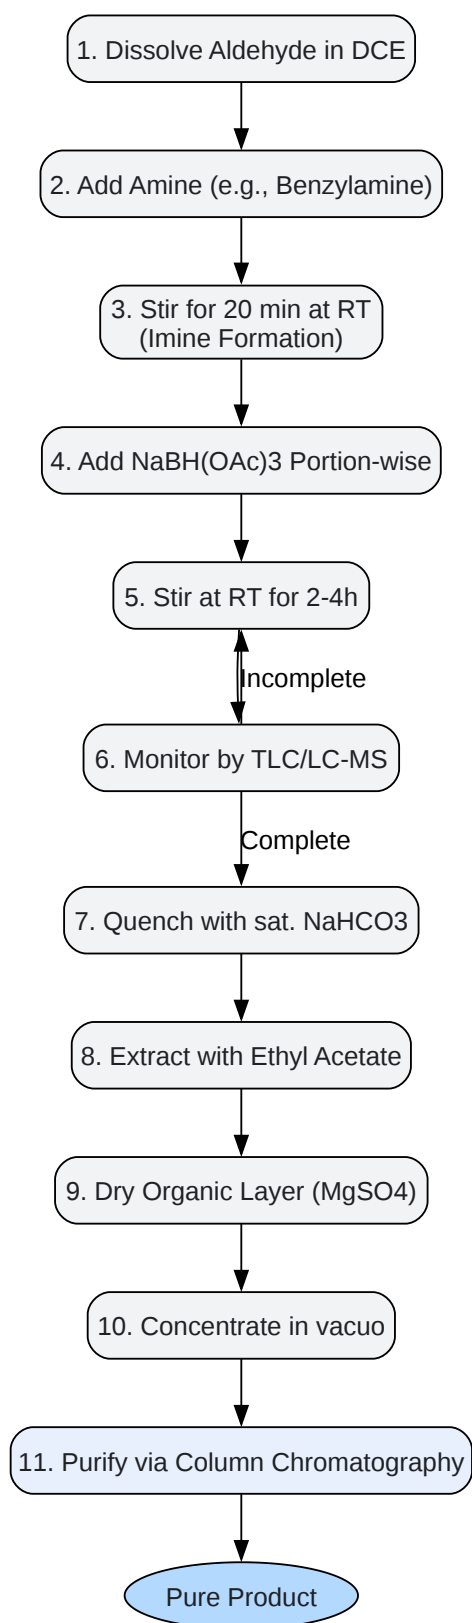 1. Dissolve Aldehyde in DCE
2. Add Amine (e.g., Benzylamine)
3. Stir for 20 min at RT
(Imine Formation)
4. Add NaBH(OAc)3 Portion-wise
5. Stir at RT for 2-4h
Incomplete
6. Monitor by TLC/LC-MS
Complete
7. Quench with sat. NaHCO3
8. Extract with Ethyl Acetate
9. Dry Organic Layer (MgSO4)
10. Concentrate in vacuo
11. Purify via Column Chromatography
Pure Product